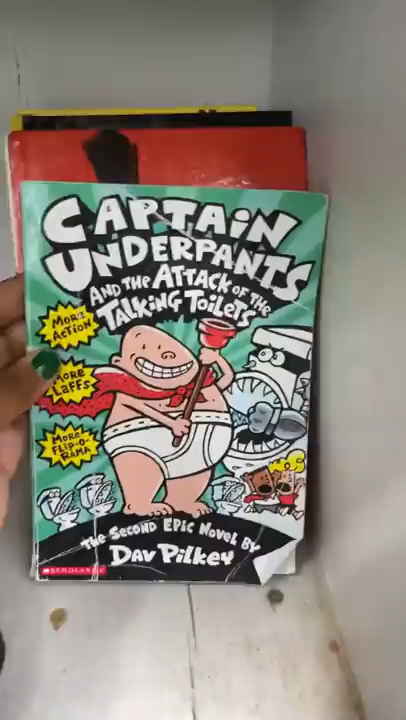 CAPTAIN
UNDERPANTS
AND THE ATTACK OF THE
TALKING TOILETS
MORE
ACTION
MORE
LAFFS
MORE
FLIP-O-
RAMA
THE SECOND EPIC NOVEL BY
DAV PILKEY
SCHOLASTIC